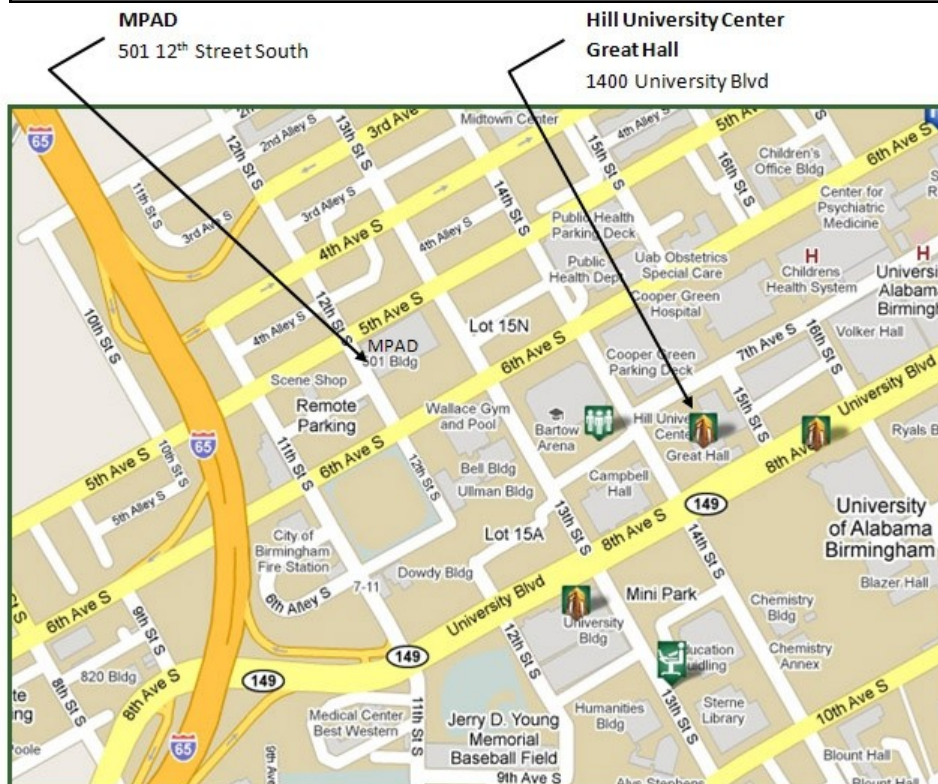 MPAD
501 12th Street South
Hill University Center
Great Hall
1400 University Blvd
65
12th St S
2nd Alley S
13th St S
3rd Ave S
Midtown Center
15th St S
4th Alley S
5th Ave S
16th St S
Children's
Office Bldg
6th Ave S
11th St S
3rd Ave S
3rd Alley S
4th Ave S
4th Alley S
14th St S
Public Health
Parking Deck
Public
Health Dept
Uab Obstetrics
Special Care
Cooper Green
Hospital
Center for
Psychiatric
Medicine
H
Childrens
Health System
H
Alabama
10th St S
4th Alley S
12th St S
5th Ave S
MPAD
501 Bldg
Lot 15N
6th Ave S
Cooper Green
Parking Deck
7th Ave S
16th St S
Volker Hall
Scene Shop
Remote
Parking
Wallace Gym
and Pool
Bartow
Arena
Hill
Great Hall
15th St S
University Blvd
65
11th St S
6th Ave S
12th St S
Bell Bldg
Ullman Bldg
Campbell
Hall
8th Ave
Ryals
5th Ave S
10th St S
5th Alley S
149
University
of Alabama
Birmingham
City of
Birmingham
Fire Station
Lot 15A
13th St S
8th Ave S
14th St S
Blazer Hall
7-11
Dowdy Bldg
6th Alley S
University Blvd
Mini Park
University
Bldg
Chemistry
Bldg
6th Ave S
9th St S
8th St S
820 Bldg
8th Ave S
149
149
12th St S
13th St S
Chemistry
Annex
Sterne
Library
10th Ave S
Medical Center
Best Western
11th St S
Jerry D. Young
Memorial
Baseball Field
Humanities
Bldg
65
9th Ave S
Alys Stephens
Blount Hall
Blount Hall